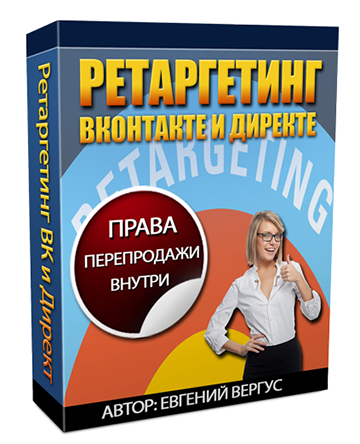 РЕТАРГЕТИНГ
ВКОНТАКТЕ И ДИРЕКТЕ
RETARGETING
ПРАВА
ПЕРЕПРОДАЖИ
ВНУТРИ
АВТОР: ЕВГЕНИЙ ВЕРГУС
Ретаргетинг ВК и Директ